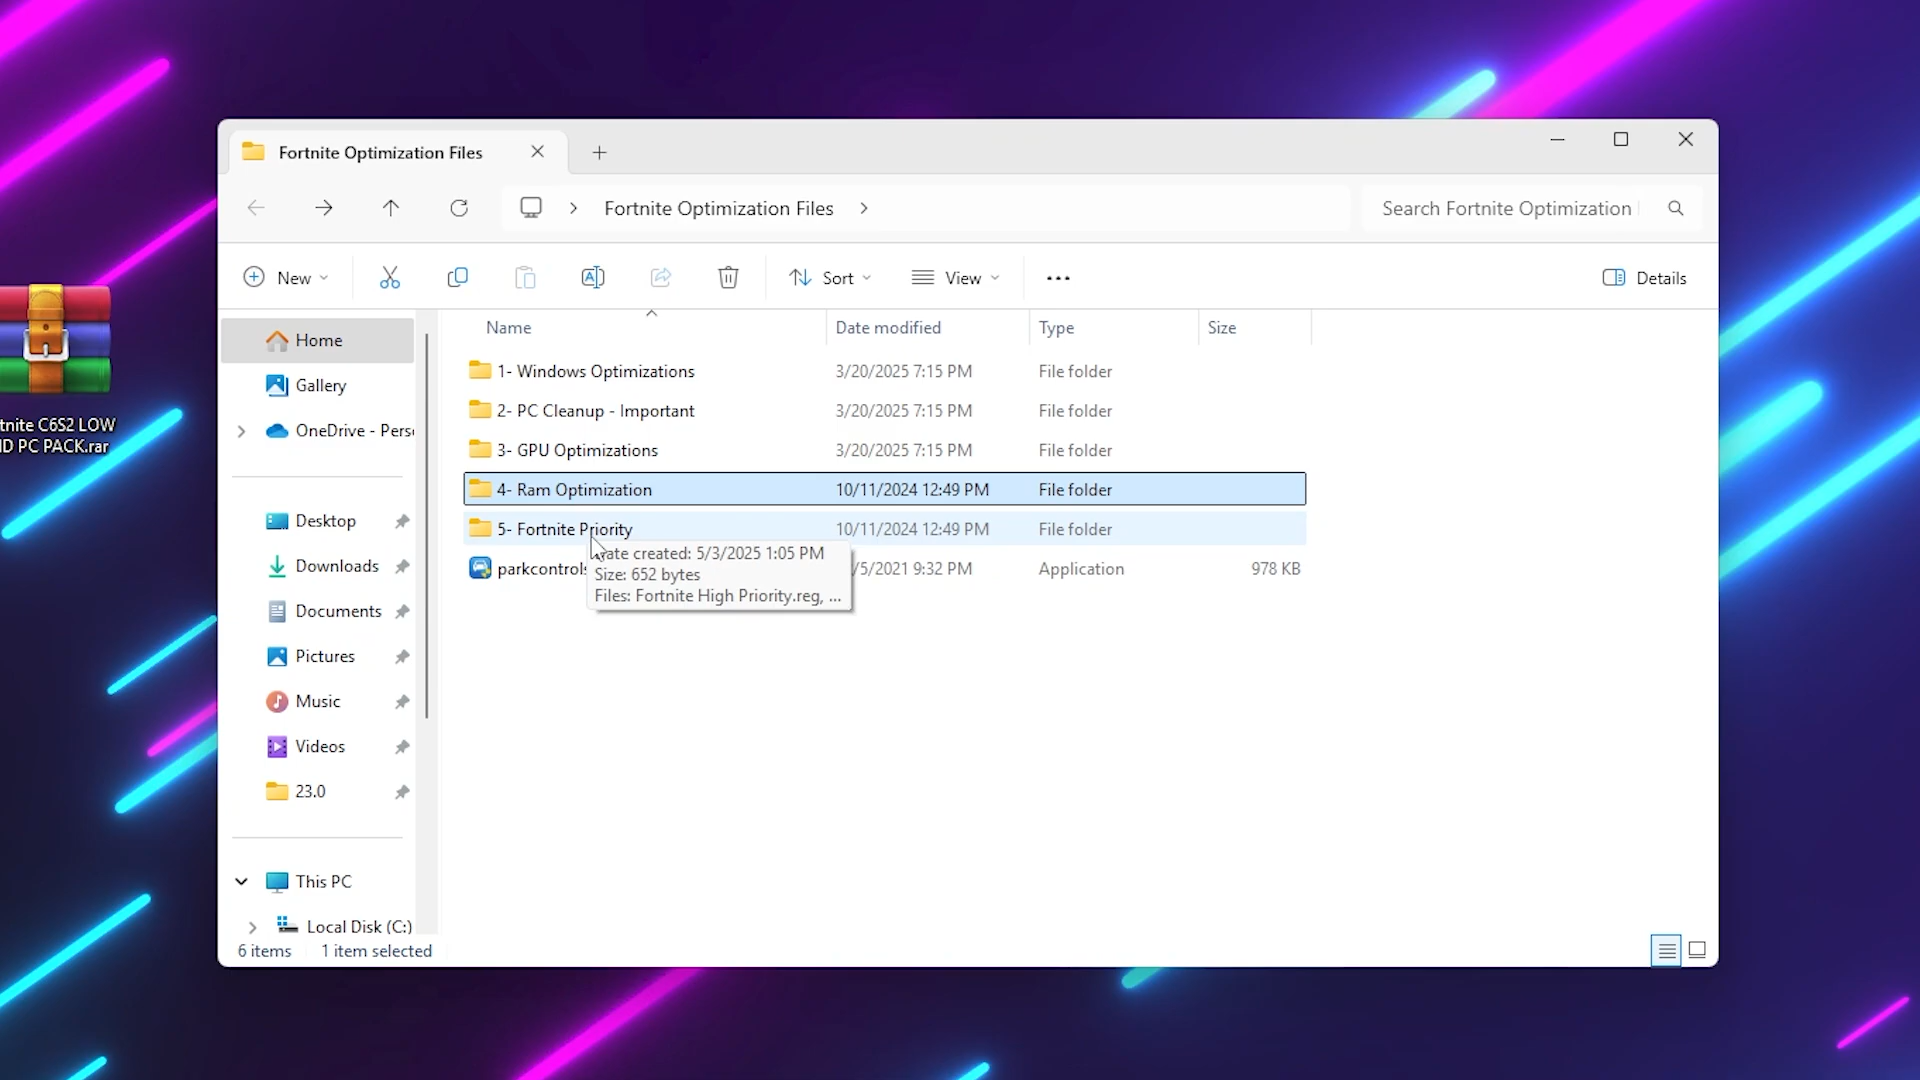 Fortnite Optimization Files
Fortnite Optimization Files
Search Fortnite Optimization
New
Sort
View
Details
Name Date modified Type Size
Home
Gallery
OneDrive - Pers
Desktop
Downloads
Documents
Pictures
Music
Videos
23.0
This PC
Local Disk (C:)
1- Windows Optimizations 3/20/2025 7:15 PM File folder
2- PC Cleanup - Important 3/20/2025 7:15 PM File folder
3- GPU Optimizations 3/20/2025 7:15 PM File folder
4- Ram Optimization 10/11/2024 12:49 PM File folder
5- Fortnite Priority 10/11/2024 12:49 PM File folder
parkcontrols /5/2021 9:32 PM Application 978 KB
ate created: 5/3/2025 1:05 PM
Size: 652 bytes
Files: Fortnite High Priority.reg, ...
6 items 1 item selected
tnite C6S2 LOW
D PC PACK.rar